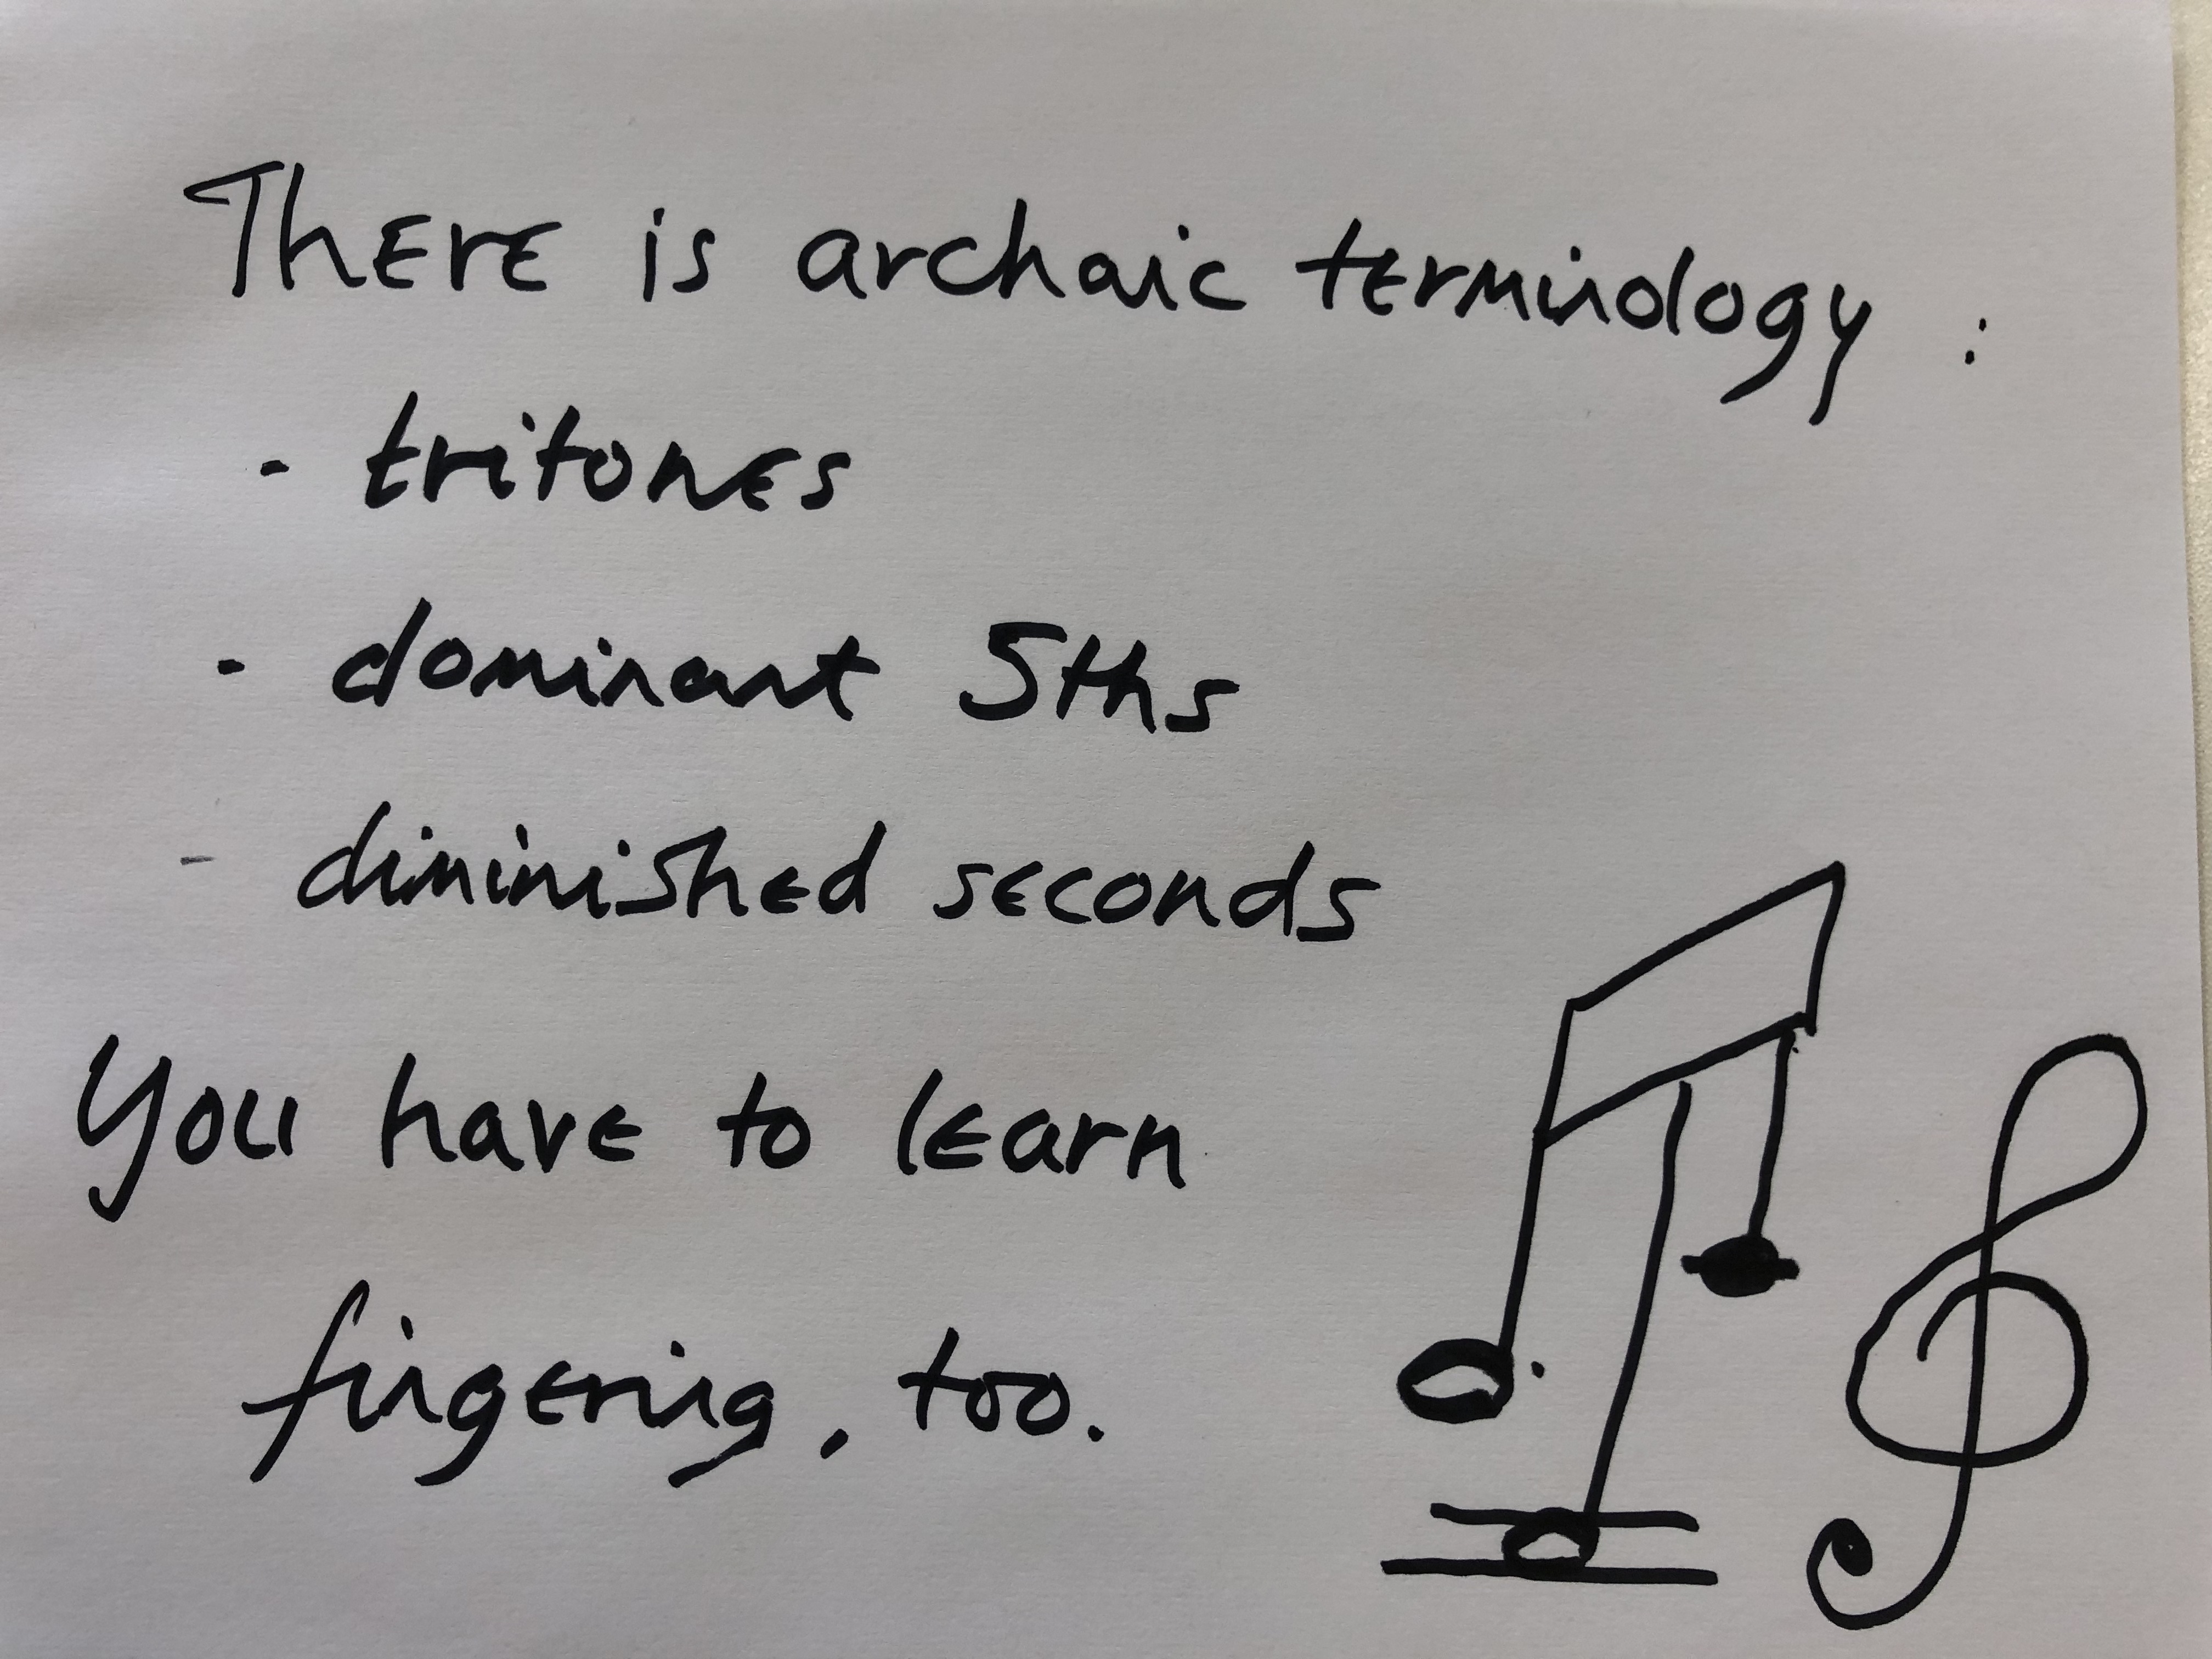 There is archaic terminology :
- tritones
- dominant 5ths
- diminished seconds
You have to learn
fingering, too.